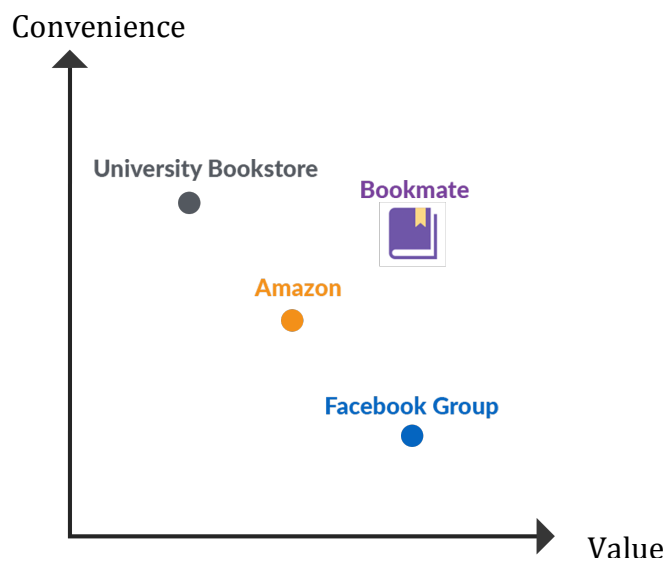 Convenience
University Bookstore
Bookmate
Amazon
Facebook Group
Value